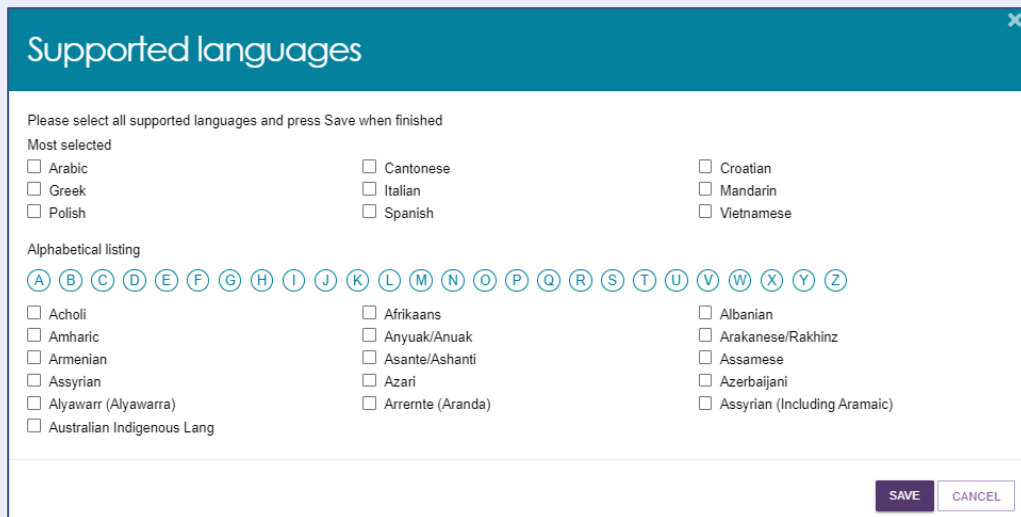 Supported languages
Please select all supported languages and press Save when finished
Most selected
Arabic Cantonese Croatian
Greek Italian Mandarin
Polish Spanish Vietnamese
Alphabetical listing
A B C D E F G H I J K L M N O P Q R S T U V W X Y Z
Acholi Afrikaans Albanian
Amharic Anyuak/Anuak Arakanese/Rakhinz
Armenian Asante/Ashanti Assamese
Assyrian Azari Azerbaijani
Alyawarr (Alyawarra) Arrernte (Aranda) Assyrian (Including Aramaic)
Australian Indigenous Lang
SAVE CANCEL